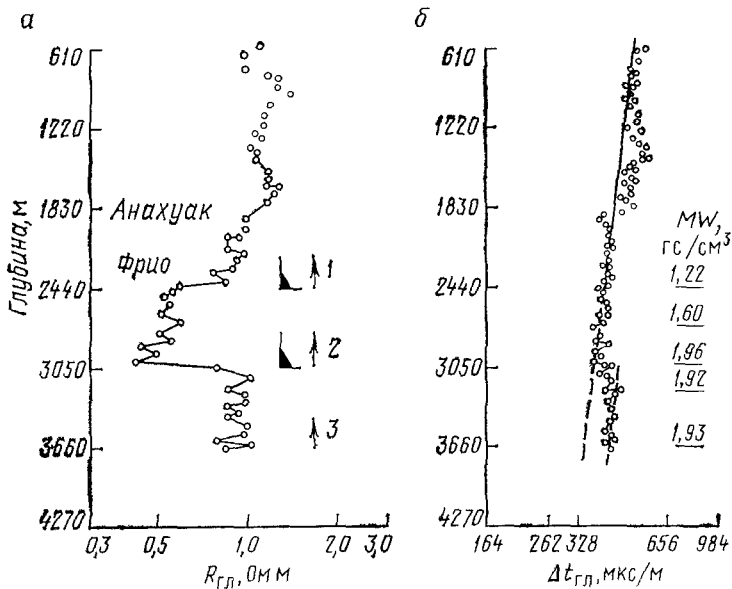 а
Глубина, м
610
1220
1830
2440
3050
3660
4270
Анахуак
Фрио
1
2
3
0,3 0,5 1,0 2,0 3,0
Rгл, Ом м
б
610
1220
1830
2440
3050
3660
4270
MW,
гс/см³
1,22
1,60
1,96
1,92
1,93
164 262 328 656 984
Δtгл, мкс/м